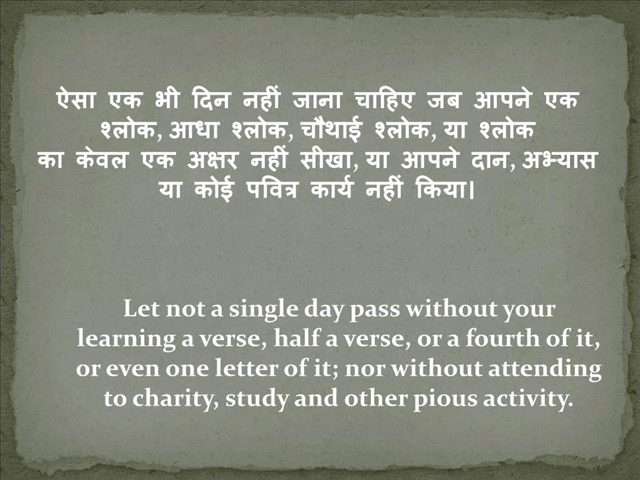 ऐसा एक भी दिन नहीं जाना चाहिए जब आपने एक
श्लोक, आधा श्लोक, चौथाई श्लोक, या श्लोक
का केवल एक अक्षर नहीं सीखा, या आपने दान, अभ्यास
या कोई पवित्र कार्य नहीं किया।
Let not a single day pass without your
learning a verse, half a verse, or a fourth of it,
or even one letter of it; nor without attending
to charity, study and other pious activity.